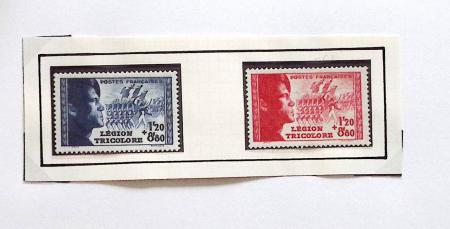 POSTES FRANÇAISES
1f20
+8f80
LÉGION
TRICOLORE
POSTES FRANÇAISES
1f20
+8f80
LÉGION
TRICOLORE